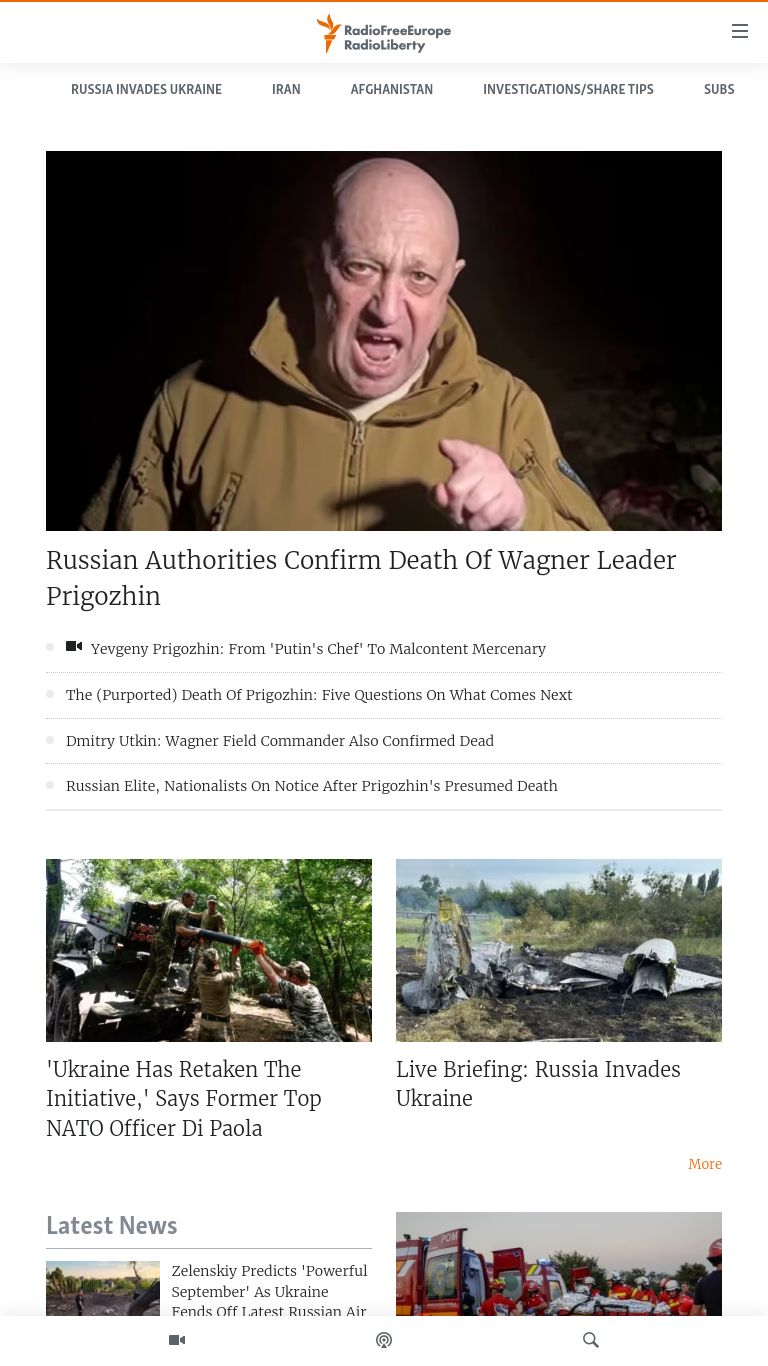 RadioFreeEurope
RadioLiberty
RUSSIA INVADES UKRAINE IRAN AFGHANISTAN INVESTIGATIONS/SHARE TIPS SUBS
Russian Authorities Confirm Death Of Wagner Leader
Prigozhin
Yevgeny Prigozhin: From 'Putin's Chef' To Malcontent Mercenary
The (Purported) Death Of Prigozhin: Five Questions On What Comes Next
Dmitry Utkin: Wagner Field Commander Also Confirmed Dead
Russian Elite, Nationalists On Notice After Prigozhin's Presumed Death
'Ukraine Has Retaken The
Initiative,' Says Former Top
NATO Officer Di Paola
Live Briefing: Russia Invades
Ukraine
More
Latest News
Zelenskiy Predicts 'Powerful
September' As Ukraine
Fends Off Latest Russian Air
POM